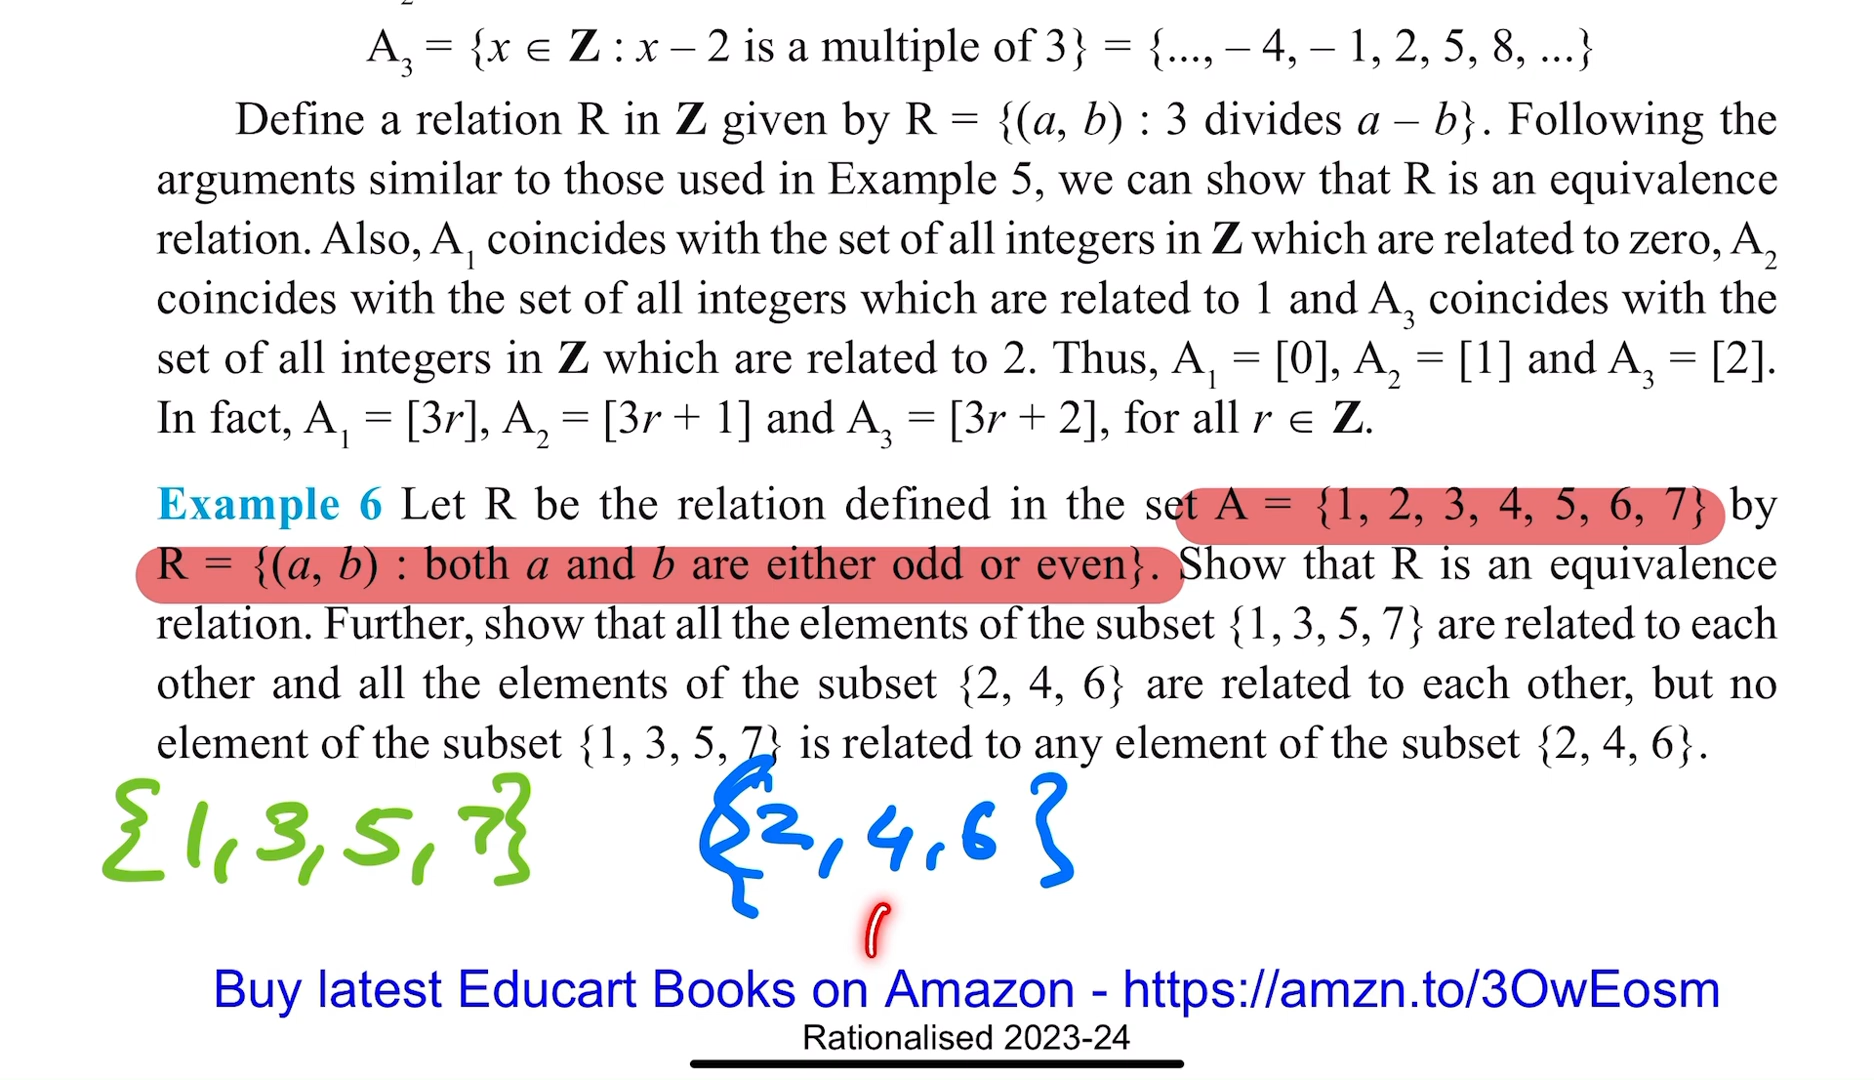 A₃ = {x ∈ Z : x – 2 is a multiple of 3} = {..., – 4, – 1, 2, 5, 8, ...}
Define a relation R in Z given by R = {(a, b) : 3 divides a – b}. Following the
arguments similar to those used in Example 5, we can show that R is an equivalence
relation. Also, A₁ coincides with the set of all integers in Z which are related to zero, A₂
coincides with the set of all integers which are related to 1 and A₃ coincides with the
set of all integers in Z which are related to 2. Thus, A₁ = [0], A₂ = [1] and A₃ = [2].
In fact, A₁ = [3r], A₂ = [3r + 1] and A₃ = [3r + 2], for all r ∈ Z.
Example 6 Let R be the relation defined in the set A = {1, 2, 3, 4, 5, 6, 7} by
R = {(a, b) : both a and b are either odd or even}. Show that R is an equivalence
relation. Further, show that all the elements of the subset {1, 3, 5, 7} are related to each
other and all the elements of the subset {2, 4, 6} are related to each other, but no
element of the subset {1, 3, 5, 7} is related to any element of the subset {2, 4, 6}.
{1, 3, 5, 7} {2, 4, 6}
Buy latest Educart Books on Amazon - https://amzn.to/3OwEosm
Rationalised 2023-24